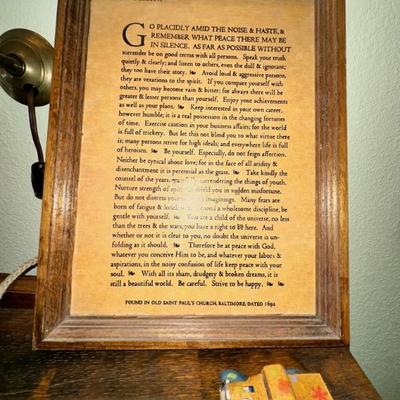 GO PLACIDLY AMID THE NOISE & HASTE, &
REMEMBER WHAT PEACE THERE MAY BE
IN SILENCE. AS FAR AS POSSIBLE WITHOUT
surrender be on good terms with all persons. Speak your truth
quietly & clearly; and listen to others, even the dull & ignorant;
they too have their story. Avoid loud & aggressive persons,
they are vexations to the spirit. If you compare yourself with
others, you may become vain & bitter; for always there will be
greater & lesser persons than yourself. Enjoy your achievements
as well as your plans. Keep interested in your own career,
however humble; it is a real possession in the changing fortunes
of time. Exercise caution in your business affairs; for the world
is full of trickery. But let this not blind you to what virtue there
is; many persons strive for high ideals; and everywhere life is full
of heroism. Be yourself. Especially, do not feign affection.
Neither be cynical about love; for in the face of all aridity &
disenchantment it is perennial as the grass. Take kindly the
counsel of the years, surrendering the things of youth.
Nurture strength of shield you in sudden misfortune.
But do not distress imaginings. Many fears are
born of fatigue & a wholesome discipline, be
gentle with yourself. You are a child of the universe, no less
than the trees & the stars; you have a right to be here. And
whether or not it is clear to you, no doubt the universe is un-
folding as it should. Therefore be at peace with God,
whatever you conceive Him to be, and whatever your labors &
aspirations, in the noisy confusion of life keep peace with your
soul. With all its sham, drudgery & broken dreams, it is
still a beautiful world. Be careful. Strive to be happy.
FOUND IN OLD SAINT PAUL'S CHURCH, BALTIMORE; DATED 1692